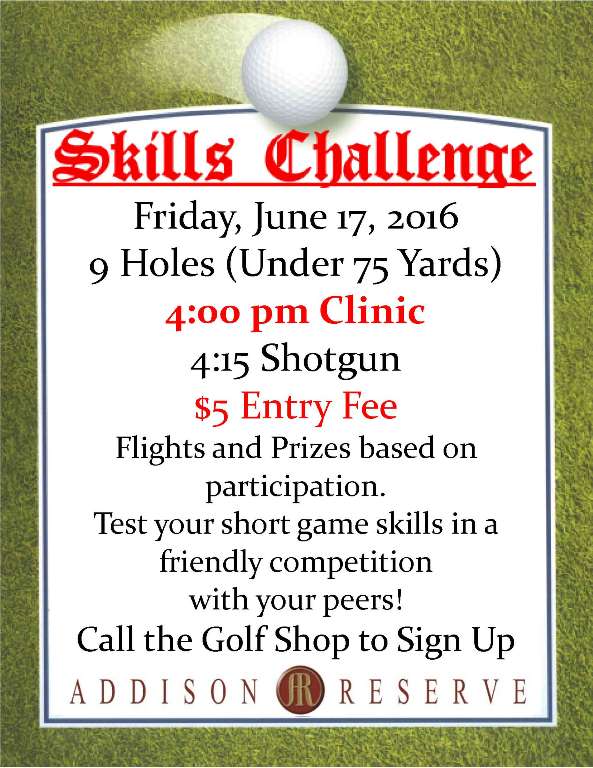 Skills Challenge
Friday, June 17, 2016
9 Holes (Under 75 Yards)
4:00 pm Clinic
4:15 Shotgun
$5 Entry Fee
Flights and Prizes based on
participation.
Test your short game skills in a
friendly competition
with your peers!
Call the Golf Shop to Sign Up
ADDISON AR RESERVE